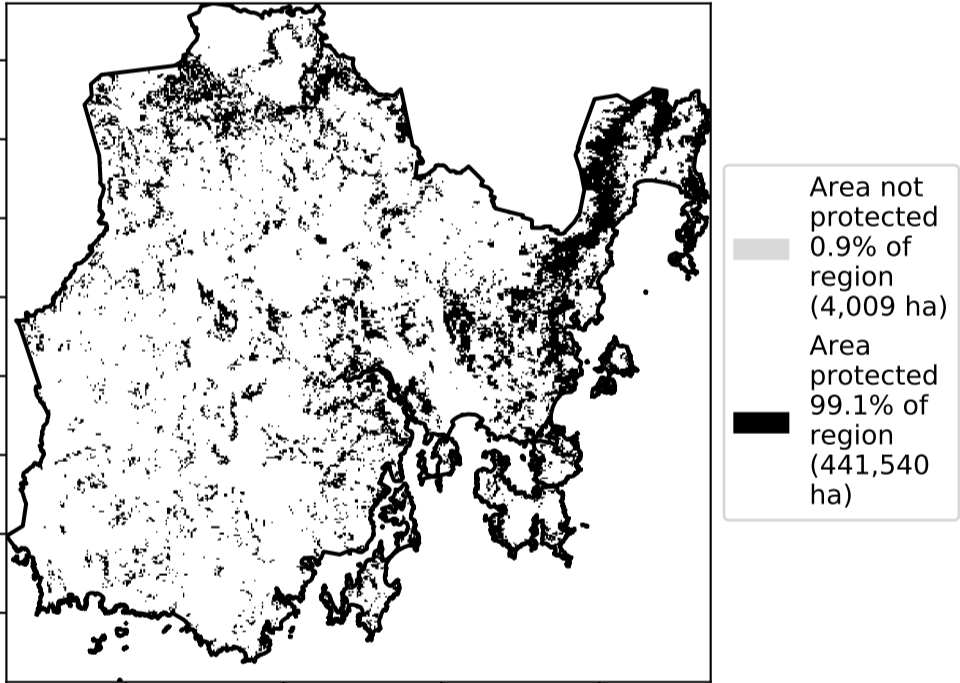 Area not
protected
0.9% of
region
(4,009 ha)
Area
protected
99.1% of
region
(441,540
ha)